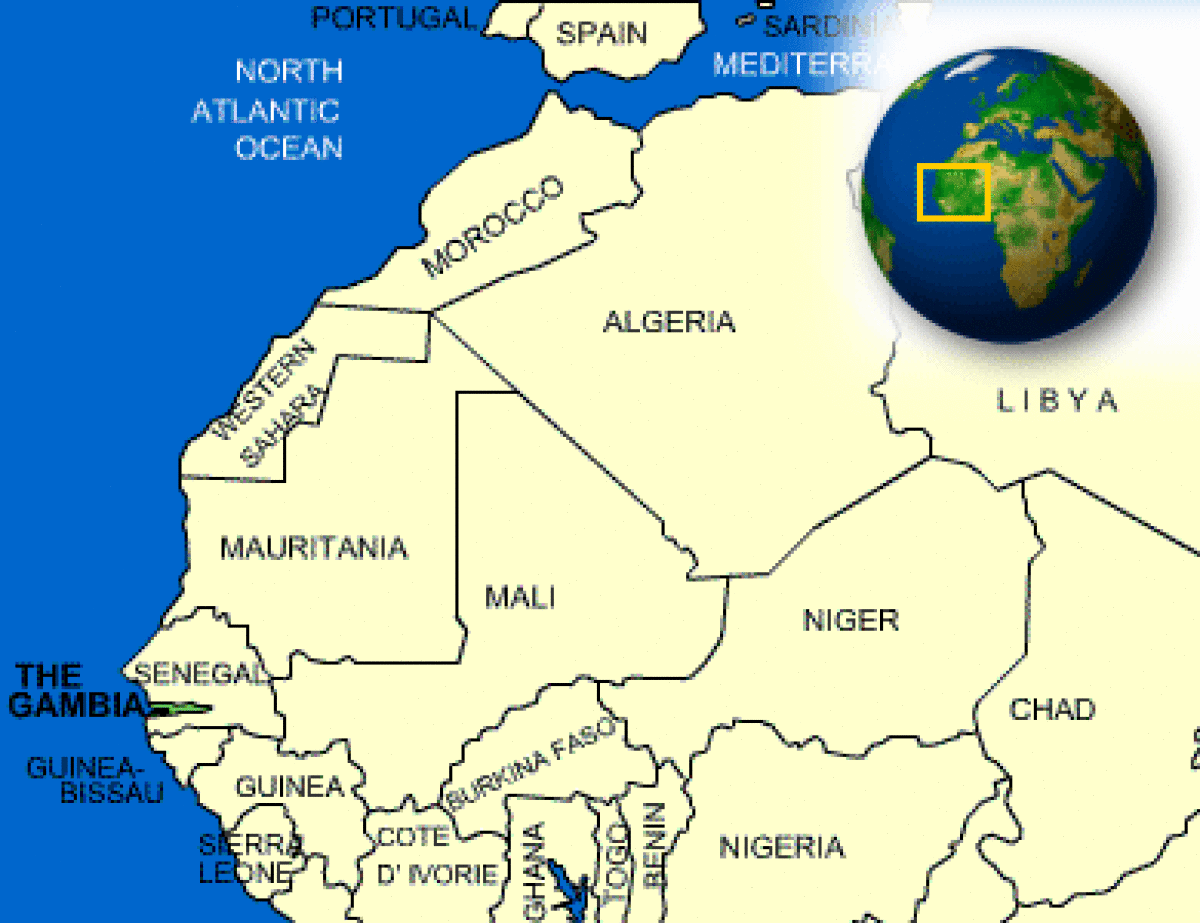 PORTUGAL
SPAIN
SARDINIA
NORTH
ATLANTIC
OCEAN
MEDITERRA
MOROCCO
ALGERIA
LIBYA
WESTERN
SAHARA
MAURITANIA
MALI
NIGER
CHAD
SENEGAL
THE
GAMBIA
GUINEA-
BISSAU
GUINEA
BURKINA FASO
SIERRA
LEONE
COTE
D' IVORIE
GHANA
TOGO
BENIN
NIGERIA